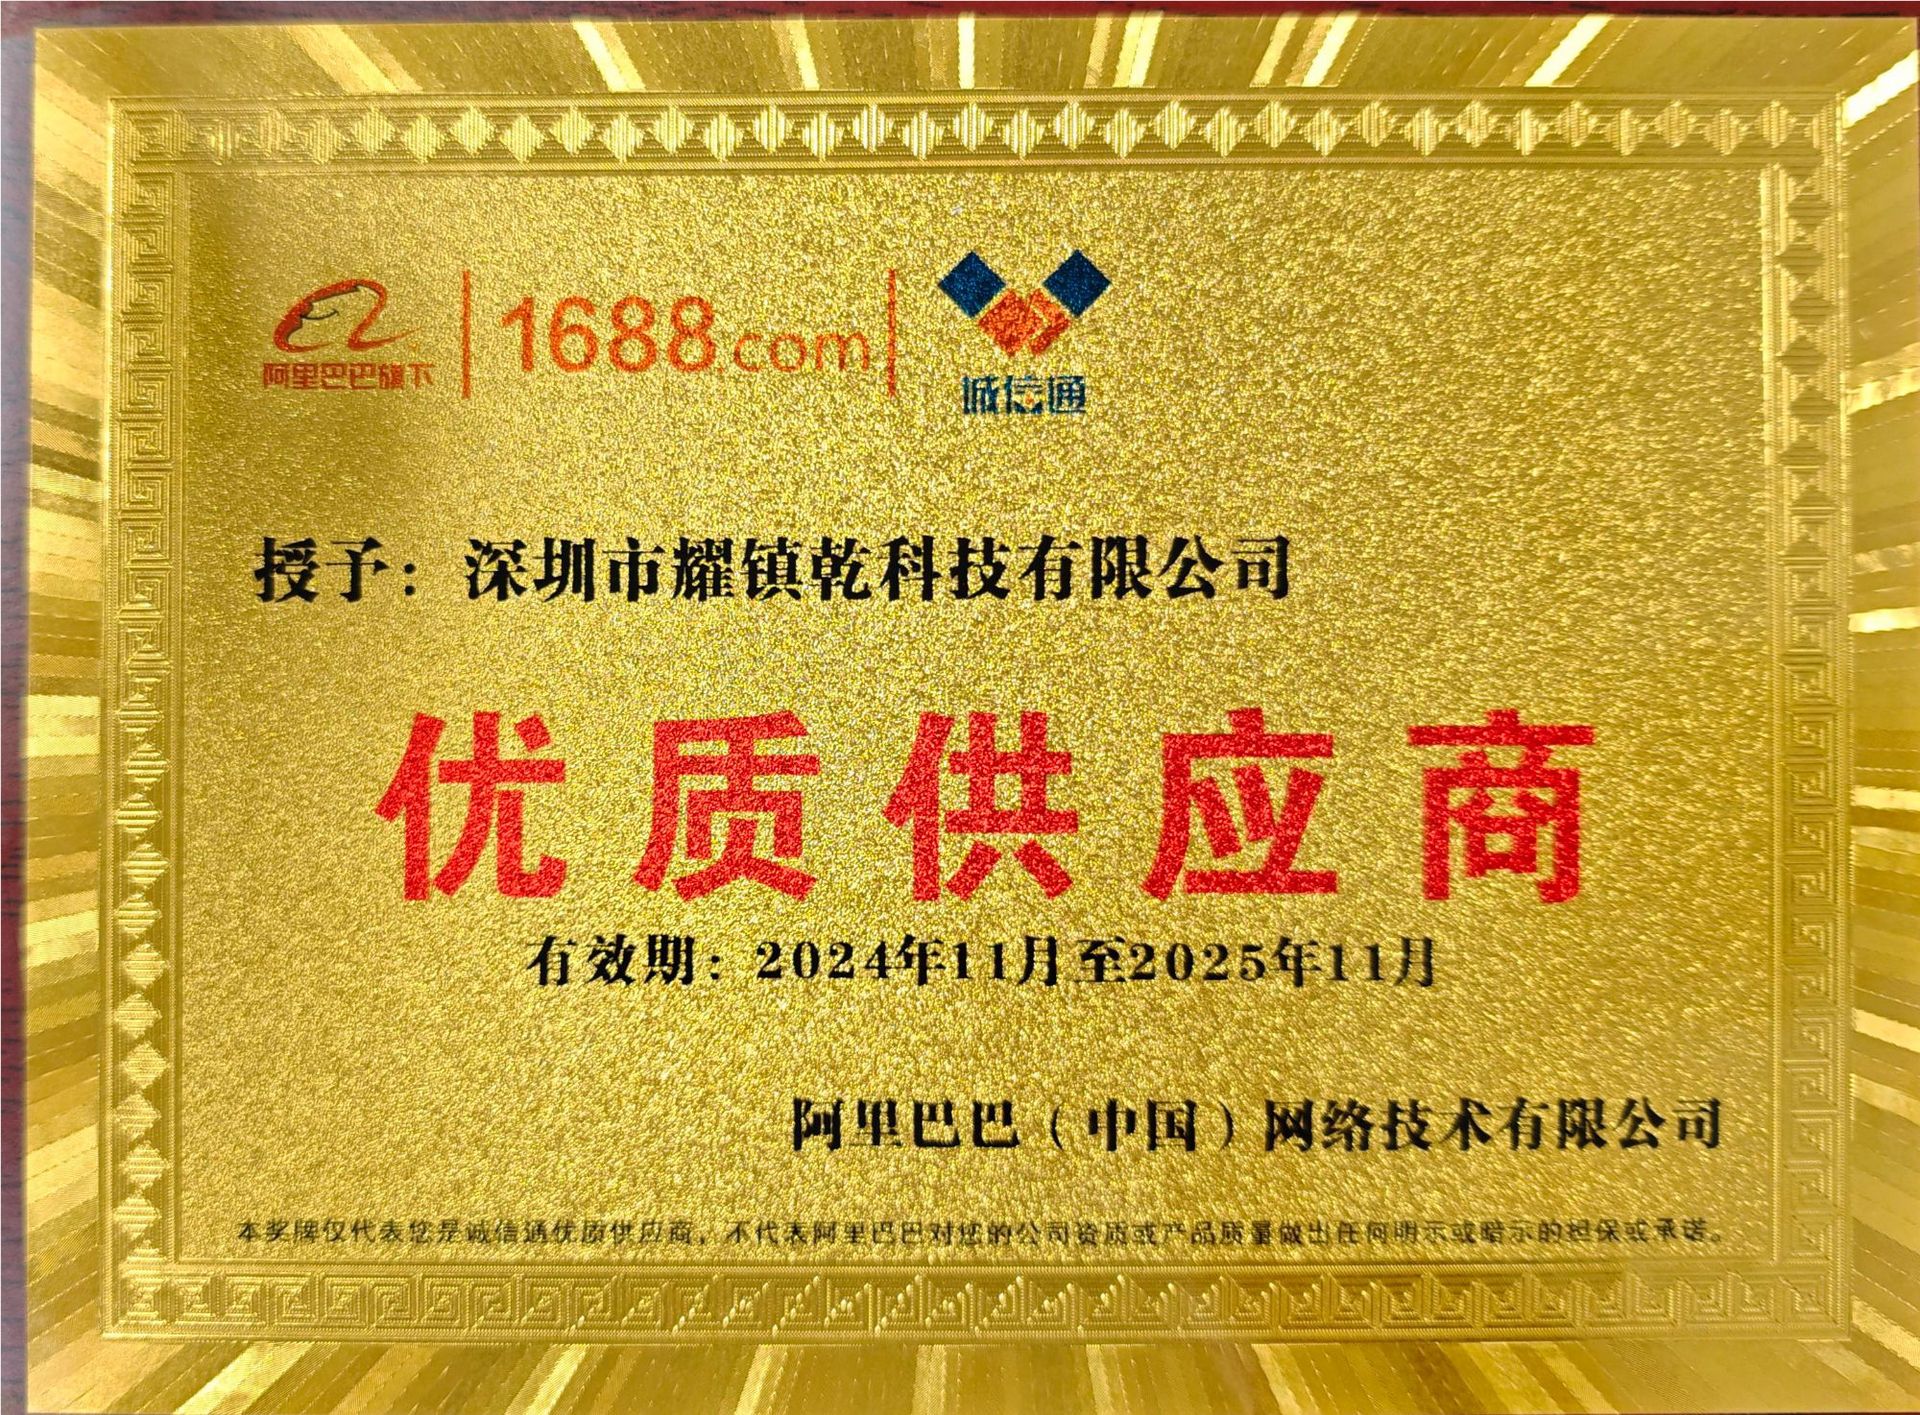 阿里巴巴旗下
1688.com
诚信通
授予：深圳市耀镇乾科技有限公司
优质供应商
有效期：2024年11月至2025年11月
阿里巴巴（中国）网络技术有限公司
本奖牌仅代表您是诚信通优质供应商，不代表阿里巴巴对您的公司资质或产品质量做出任何明示或暗示的担保或承诺。